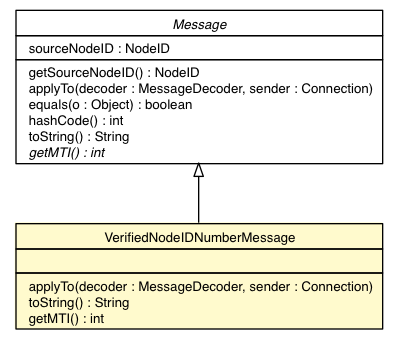 Message
sourceNodeID : NodeID
getSourceNodeID() : NodeID
applyTo(decoder : MessageDecoder, sender : Connection)
equals(o : Object) : boolean
hashCode() : int
toString() : String
getMTI() : int
VerifiedNodeIDNumberMessage
applyTo(decoder : MessageDecoder, sender : Connection)
toString() : String
getMTI() : int